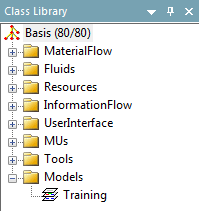 Class Library
Basis (80/80)
MaterialFlow
Fluids
Resources
InformationFlow
UserInterface
MUs
Tools
Models
Training